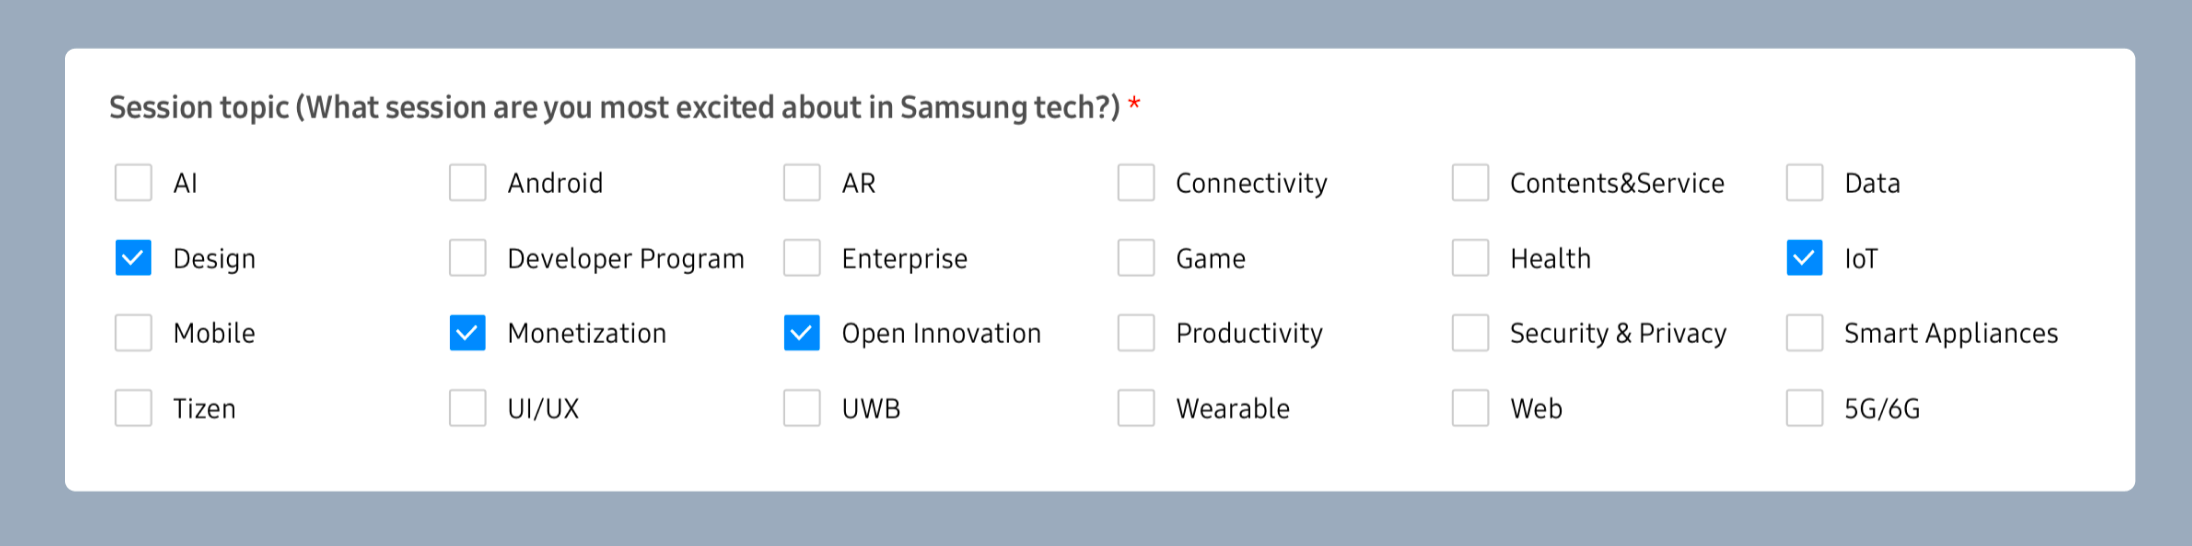 Session topic (What session are you most excited about in Samsung tech?) *
AI Android AR Connectivity Contents&Service Data
Design Developer Program Enterprise Game Health IoT
Mobile Monetization Open Innovation Productivity Security & Privacy Smart Appliances
Tizen UI/UX UWB Wearable Web 5G/6G